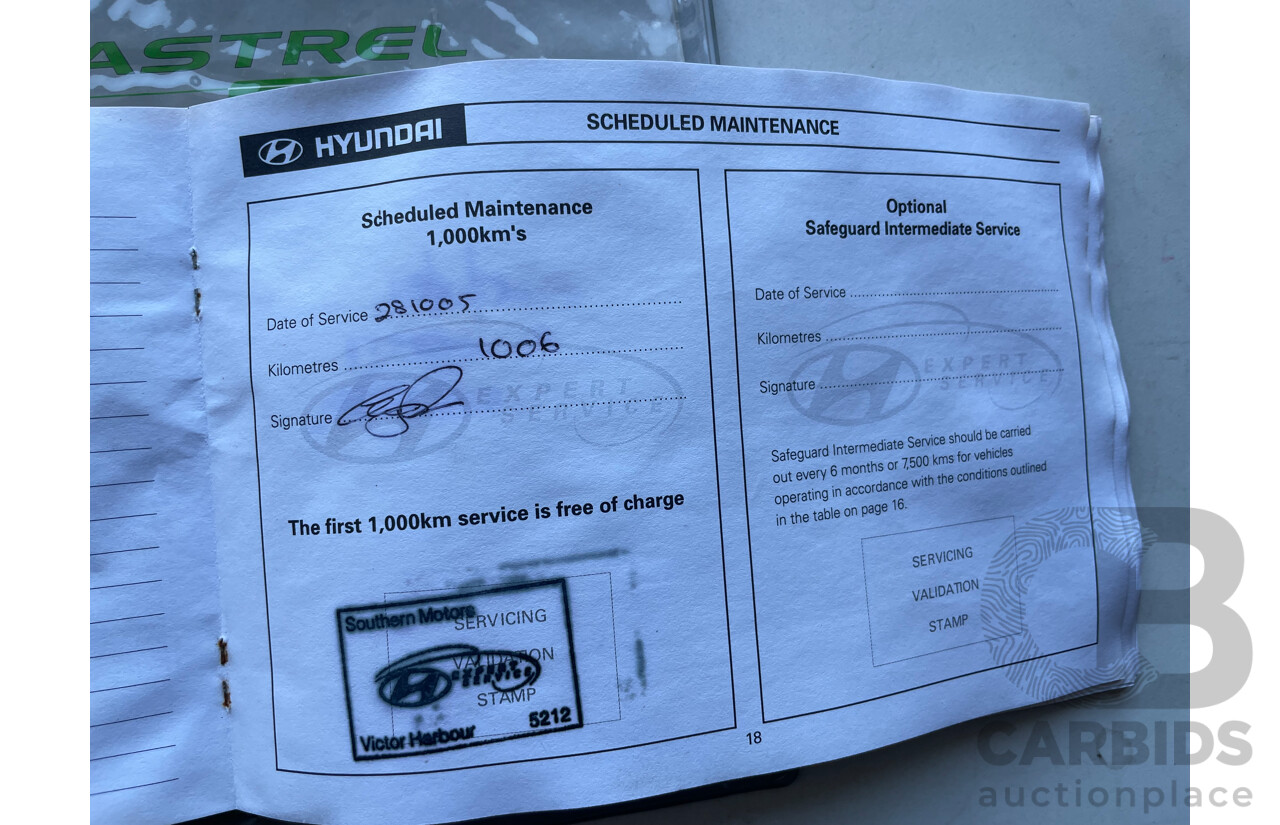 ASTREL
HYUNDAI
SCHEDULED MAINTENANCE
Scheduled Maintenance
1,000km's
Date of Service 281005
Kilometres 1006
Signature
EXPERT
SERVICE
The first 1,000km service is free of charge
SERVICING
VALIDATION
STAMP
Southern Motors
EXPERT
SERVICE
Victor Harbour 5212
Optional
Safeguard Intermediate Service
Date of Service
Kilometres
Signature
EXPERT
SERVICE
Safeguard Intermediate Service should be carried
out every 6 months or 7,500 kms for vehicles
operating in accordance with the conditions outlined
in the table on page 16.
SERVICING
VALIDATION
STAMP
18
CB
CARBIDS
auctionplace